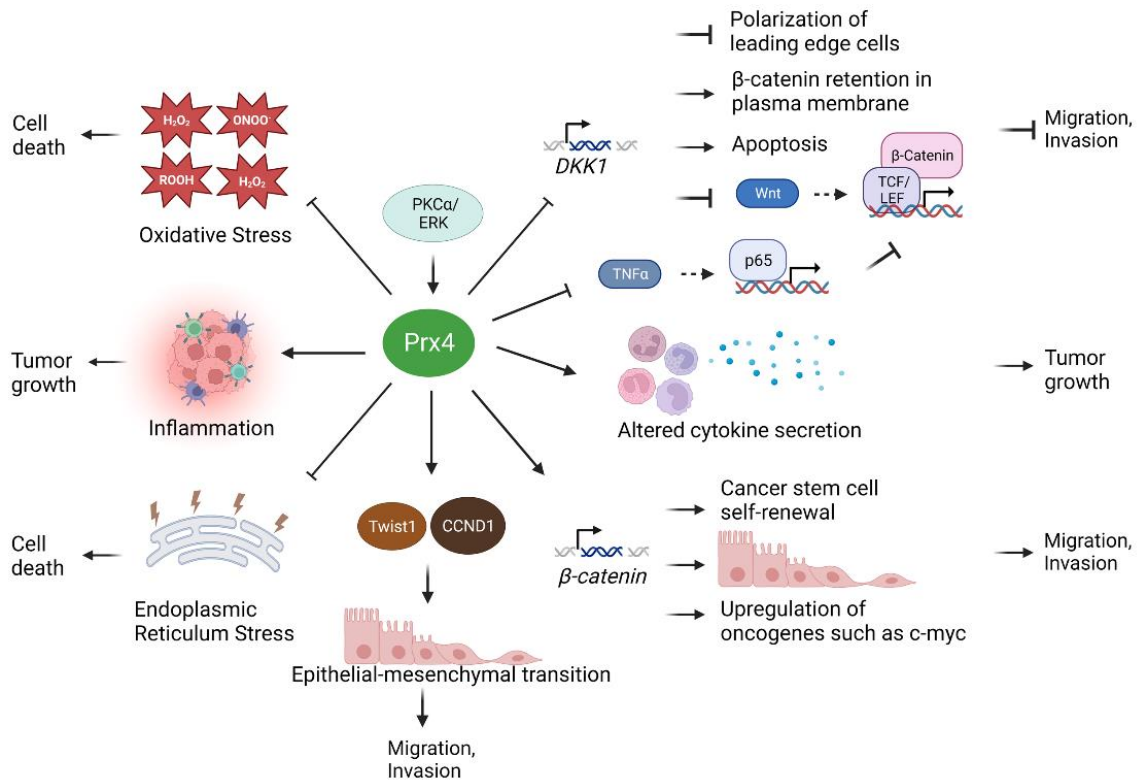 Polarization of
leading edge cells
β-catenin retention in
plasma membrane
Apoptosis
Migration,
Invasion
DKK1
Wnt
β-Catenin
TCF/
LEF
Cell
death
H₂O₂
ONOO⁻
ROOH
H₂O₂
Oxidative Stress
PKCα/
ERK
TNFα
p65
Prx4
Tumor
growth
Inflammation
Altered cytokine secretion
Tumor
growth
Cell
death
Endoplasmic
Reticulum Stress
Twist1
CCND1
Epithelial-mesenchymal transition
Migration,
Invasion
β-catenin
Cancer stem cell
self-renewal
Upregulation of
oncogenes such as c-myc
Migration,
Invasion